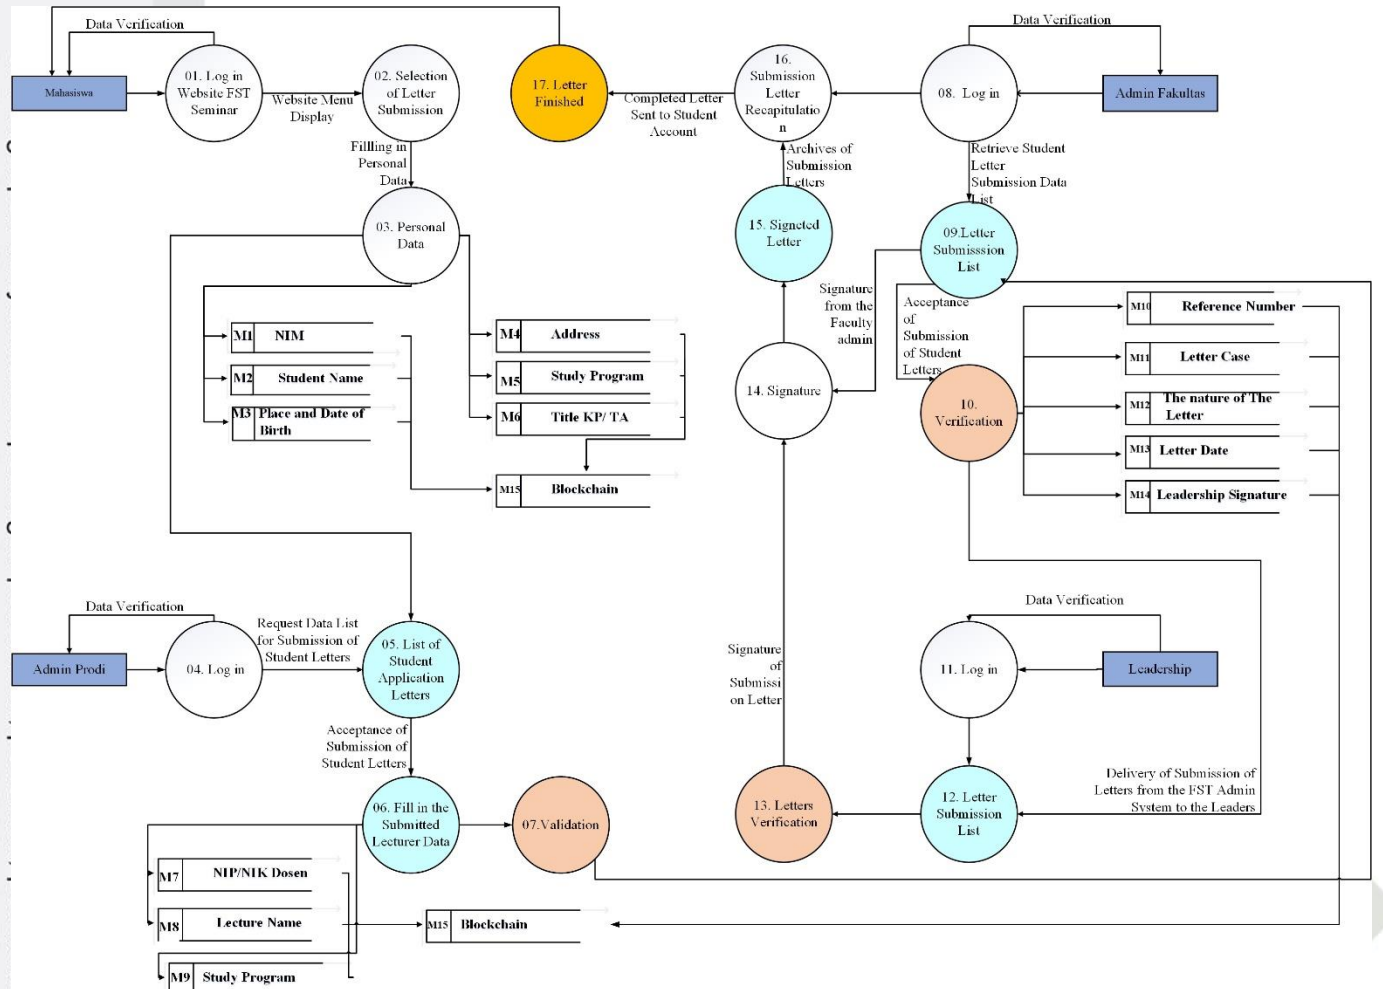 Data Verification
Mahasiswa
01. Log in
Website FST
Seminar
Website Menu
Display
02. Selection
of Letter
Submission
Fillling in
Personal
Data
17. Letter
Finished
Completed Letter
Sent to Student
Account
16.
Submission
Letter
Recapitulatio
n
08.  Log in
Data Verification
Admin Fakultas
Archives of
Submission
Letters
Retrieve Student
Letter
Submission Data
List
03. Personal
Data
15. Signeted
Letter
09.Letter
Submisssion
List
Signature
from the
Faculty
admin
Acceptance
of
Submission
of Student
Letters
M1 NIM
M2 Student Name
M3 Place and Date of
Birth
M4 Address
M5 Study Program
M6 Title KP/ TA
M15 Blockchain
14. Signature
10.
Verification
M10 Reference Number
M11 Letter Case
M12 The nature of The
Letter
M13 Letter Date
M14 Leadership Signature
Data Verification
Admin Prodi
04. Log in
Request Data List
for Submission of
Student Letters
05. List of
Student
Application
Letters
Acceptance of
Submission of
Student Letters
Signature
of
Submissi
on Letter
Data Verification
11. Log in
Leadership
06. Fill in the
Submitted
Lecturer Data
07.Validation
13. Letters
Verification
12. Letter
Submission
List
Delivery of Submission of
Letters from the FST Admin
System to the Leaders
M7 NIP/NIK Dosen
M8 Lecture Name
M9 Study Program
M15 Blockchain